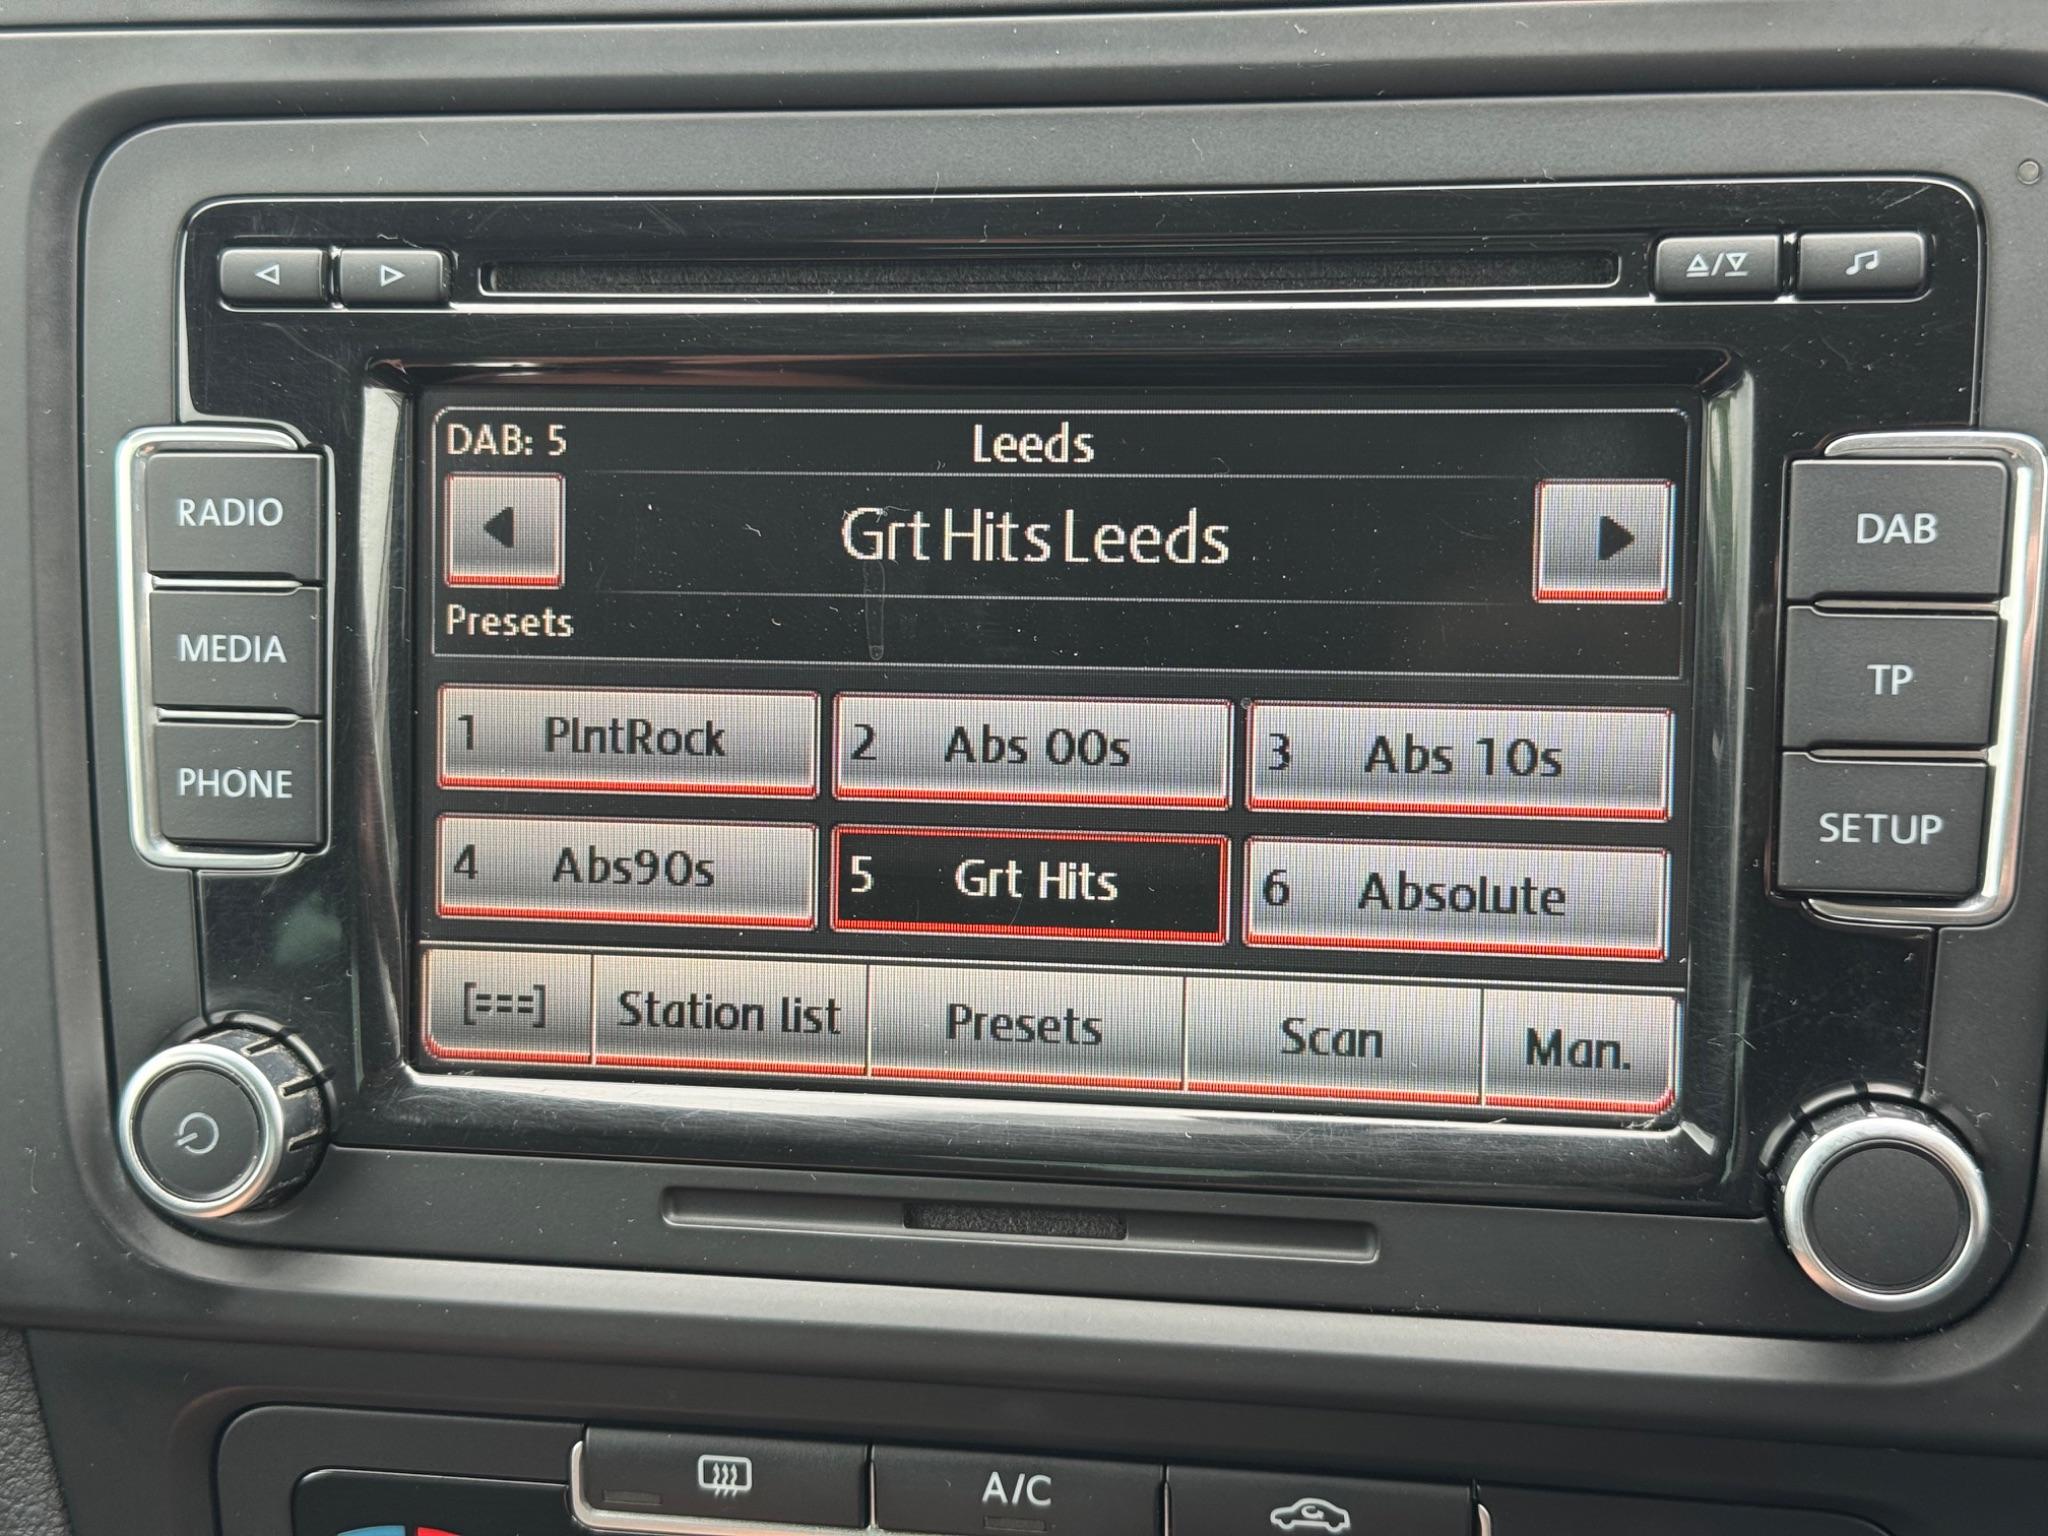 DAB: 5
Leeds
Grt Hits Leeds
Presets
1 PlntRock
2 Abs 00s
3 Abs 10s
4 Abs90s
5 Grt Hits
6 Absolute
[===]
Station list
Presets
Scan
Man.
RADIO
MEDIA
PHONE
DAB
TP
SETUP
A/C